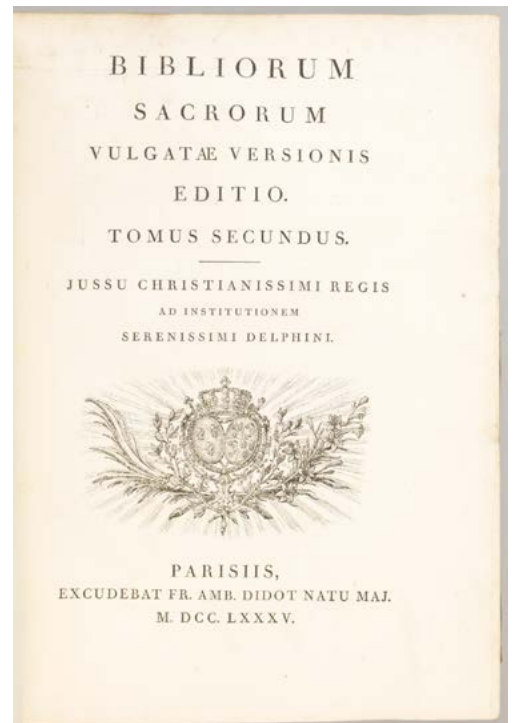 BIBLIORUM
SACRORUM
VULGATÆ VERSIONIS
EDITIO.
TOMUS SECUNDUS.
JUSSU CHRISTIANISSIMI REGIS
AD INSTITUTIONEM
SERENISSIMI DELPHINI.
PARISIIS,
EXCUDEBAT FR. AMB. DIDOT NATU MAJ.
M. DCC. LXXXV.